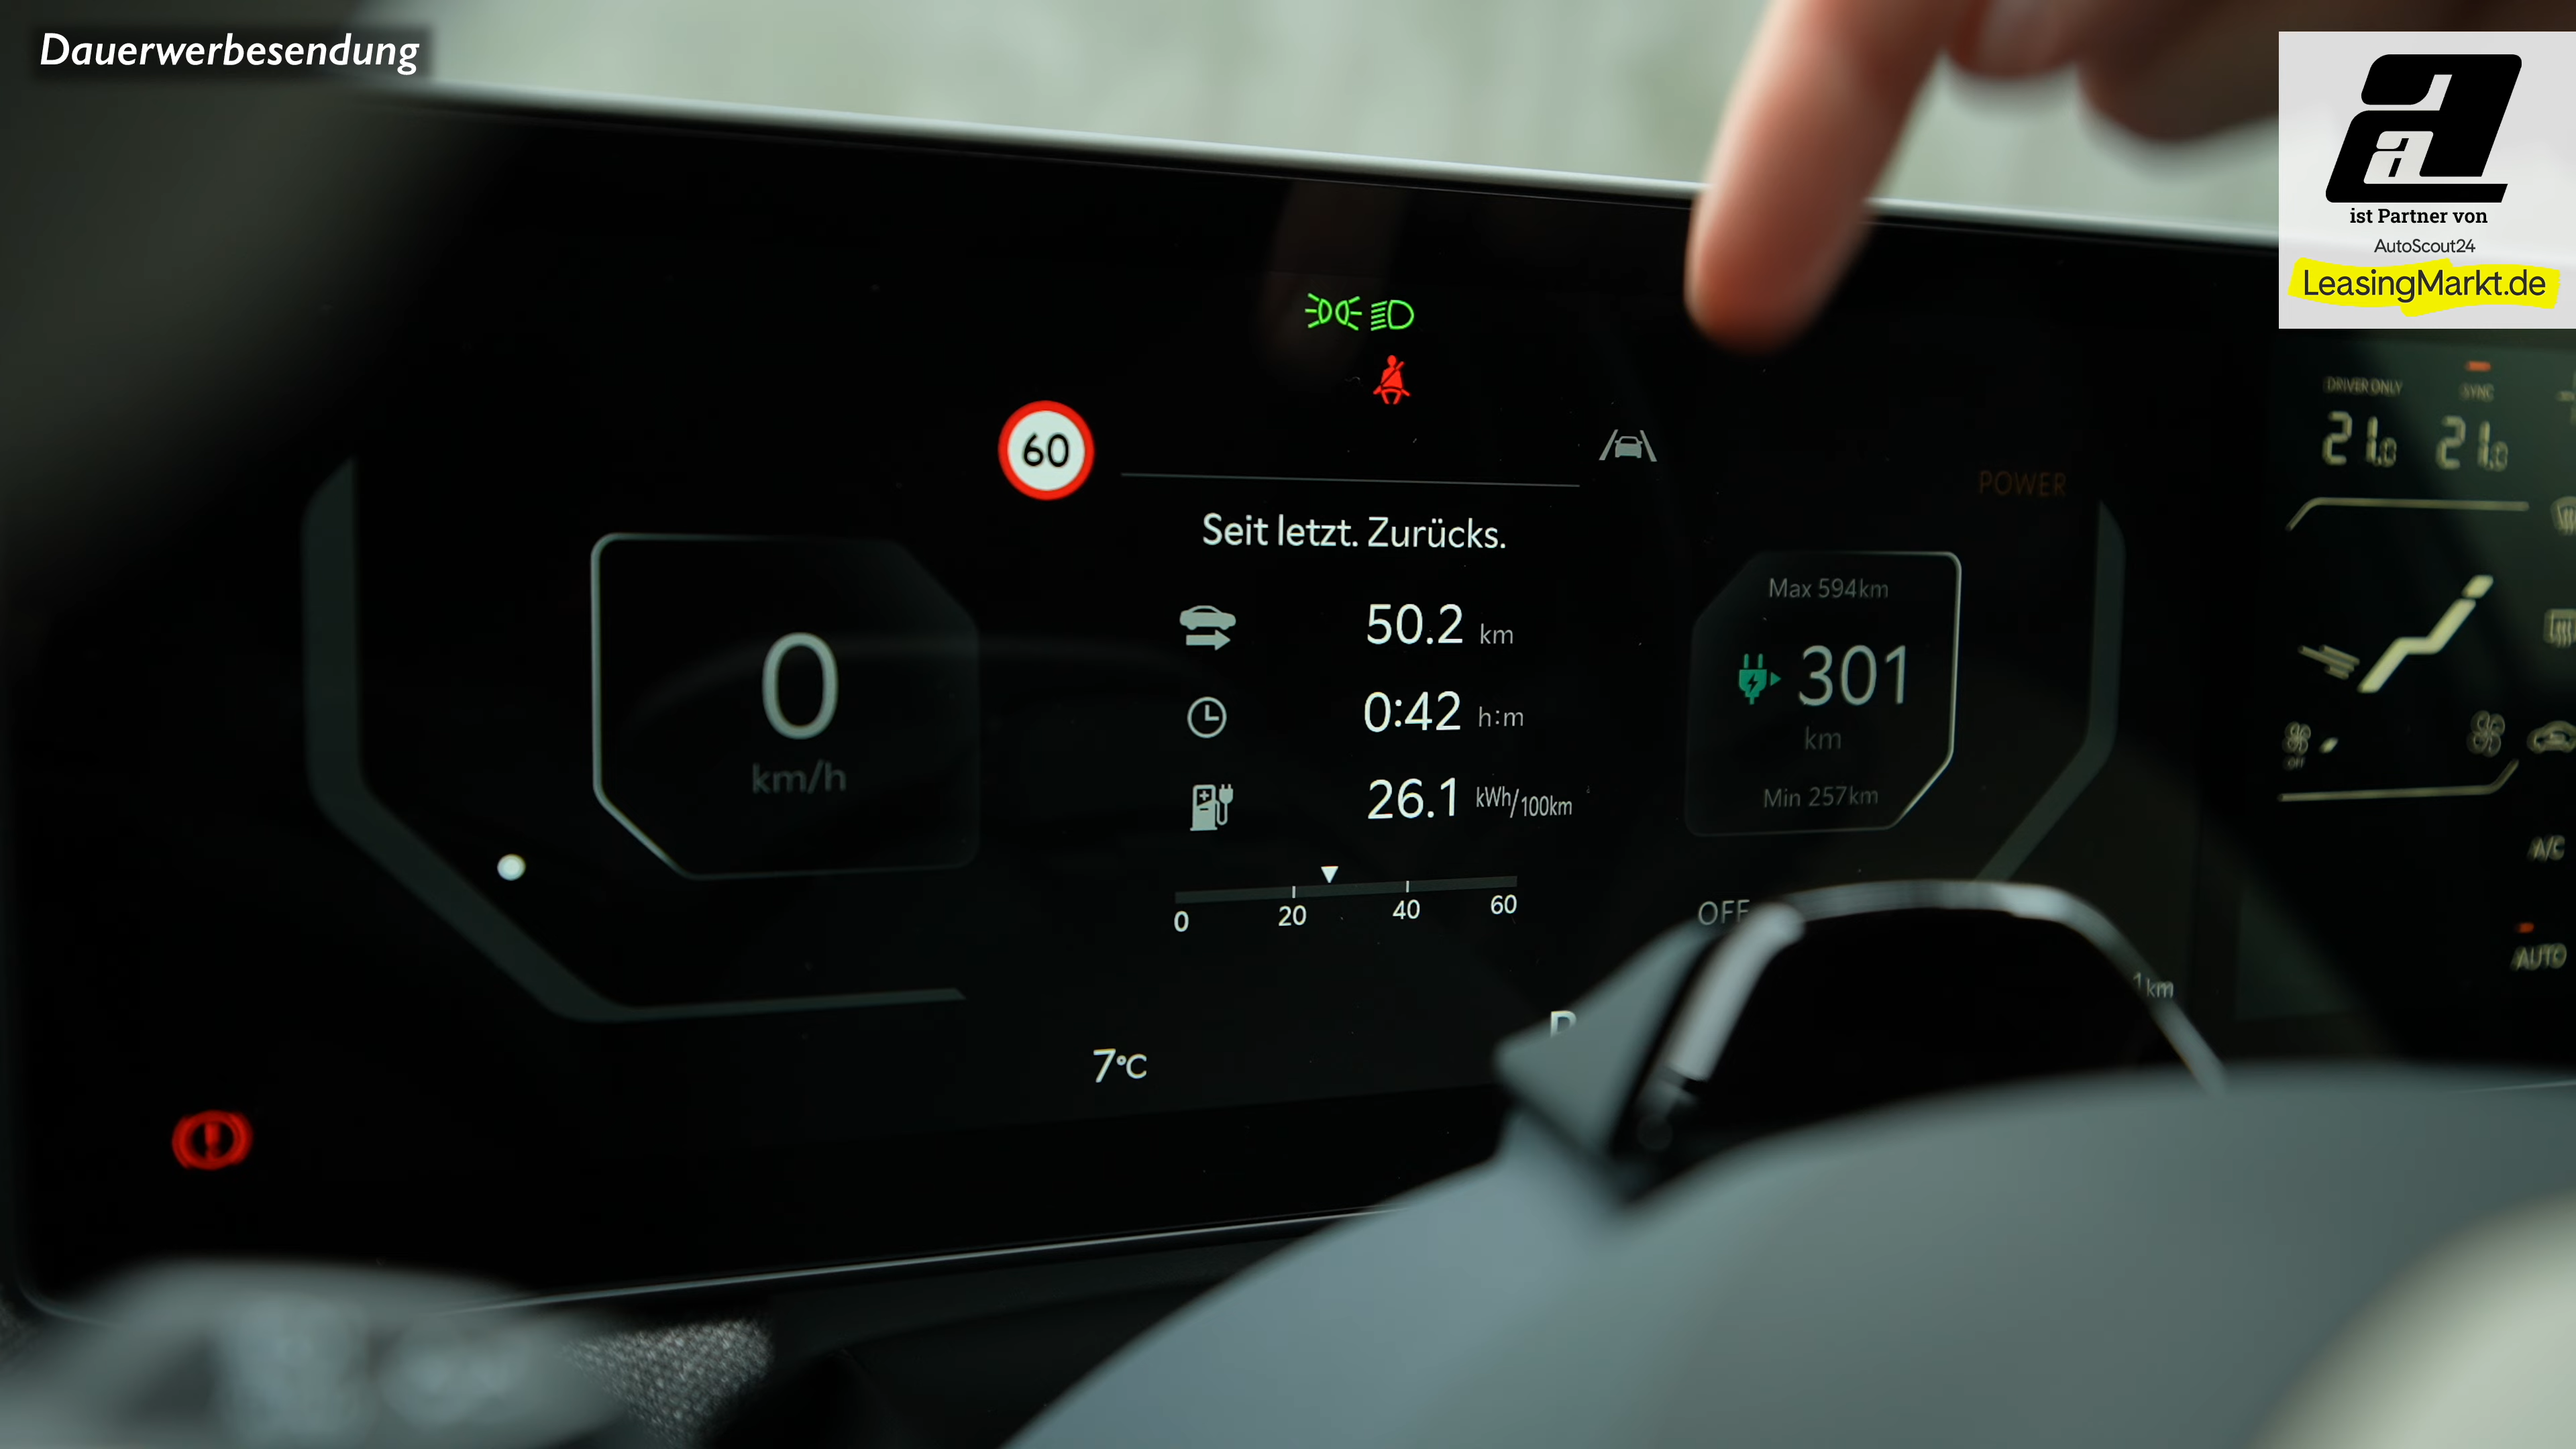 Dauerwerbesendung
ist Partner von
AutoScout24
LeasingMarkt.de
60
Seit letzt. Zurücks.
50.2 km
0:42 h:m
26.1 kWh/100km
0 20 40 60
0
km/h
7°C
POWER
Max 594km
301
km
Min 257km
OFF
1km
DRIVER ONLY
SYNC
21.0 21.0
OFF
A/C
AUTO